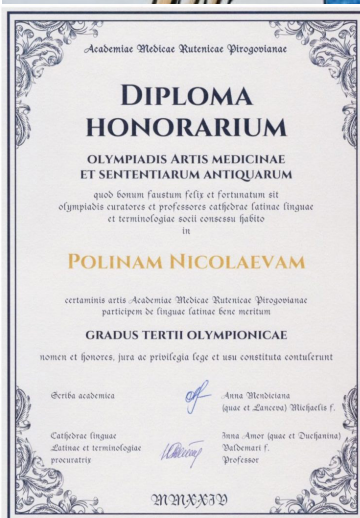 Academiae Medicae Rutenicae Pirogovianae
DIPLOMA
HONORARIUM
OLYMPIADIS ARTIS MEDICINAE
ET SENTENTIARUM ANTIQUARUM
quod bonum faustum felix et fortunatum sit
olympiadis curatores et professores cathedrae latinae linguae
et terminologiae socii consessu habito
in
POLINAM NICOLAEVAM
certaminis artis Academiae Medicae Rutenicae Pirogovianae
participem de linguae latinae bene meritum
GRADUS TERTII OLYMPIONICAE
nomen et honores, jura ac privilegia lege et usu constituta contulerunt
Scriba academica
Anna Mendiciana
(quae et Lanceva) Michaelis f.
Cathedrae linguae
Latinae et terminologiae
procuratrix
Inna Amor (quae et Duchanina)
Valdemari f.
Professor
MMXXIV